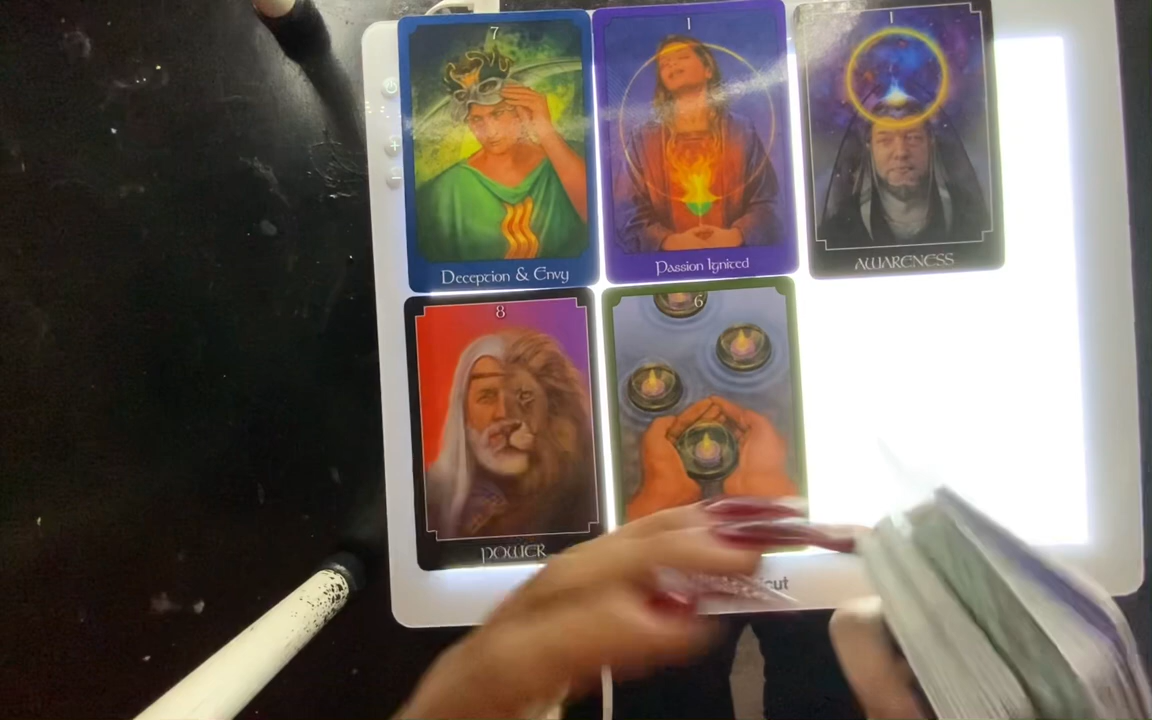 7
Deception & Envy
1
Passion Ignited
1
AWARENESS
8
POWER
6